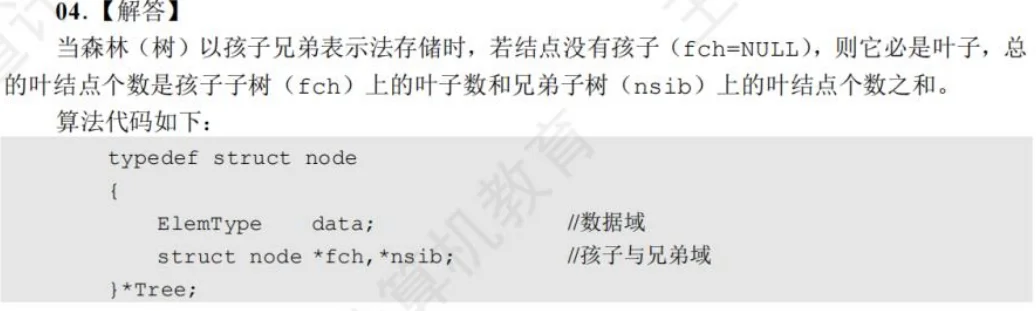 04.【解答】
当森林（树）以孩子兄弟表示法存储时，若结点没有孩子（fch=NULL），则它必是叶子，总
的叶结点个数是孩子子树（fch）上的叶子数和兄弟子树（nsib）上的叶结点个数之和。
算法代码如下：
typedef struct node
{
ElemType data; //数据域
struct node *fch,*nsib; //孩子与兄弟域
}*Tree;
算机教育